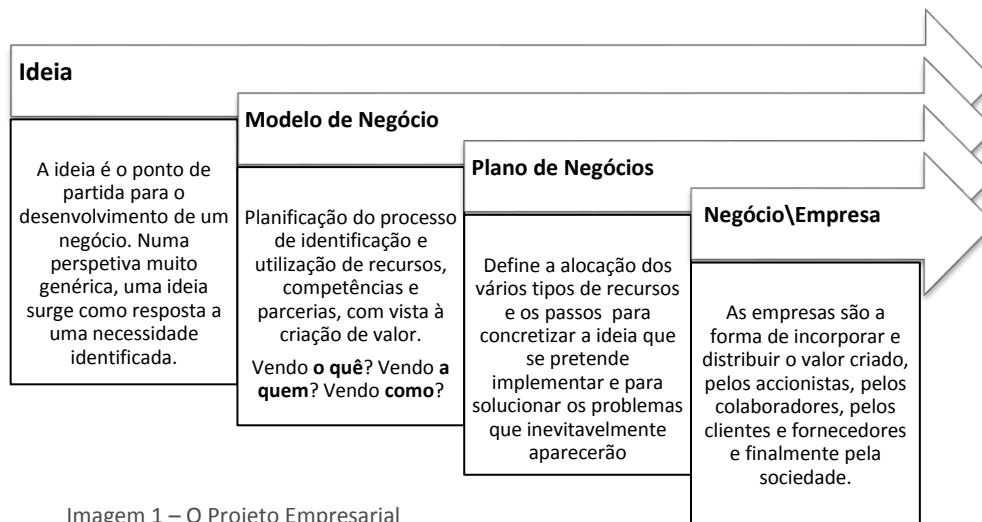 Ideia
A ideia é o ponto de
partida para o
desenvolvimento de um
negócio. Numa
perspetiva muito
genérica, uma ideia
surge como resposta a
uma necessidade
identificada.
Modelo de Negócio
Planificação do processo
de identificação e
utilização de recursos,
competências e
parcerias, com vista à
criação de valor.
Vendo o quê? Vendo a
quem? Vendo como?
Plano de Negócios
Define a alocação dos
vários tipos de recursos
e os passos para
concretizar a ideia que
se pretende
implementar e para
solucionar os problemas
que inevitavelmente
aparecerão
Negócio\Empresa
As empresas são a
forma de incorporar e
distribuir o valor criado,
pelos accionistas, pelos
colaboradores, pelos
clientes e fornecedores
e finalmente pela
sociedade.
Imagem 1 – O Projeto Empresarial